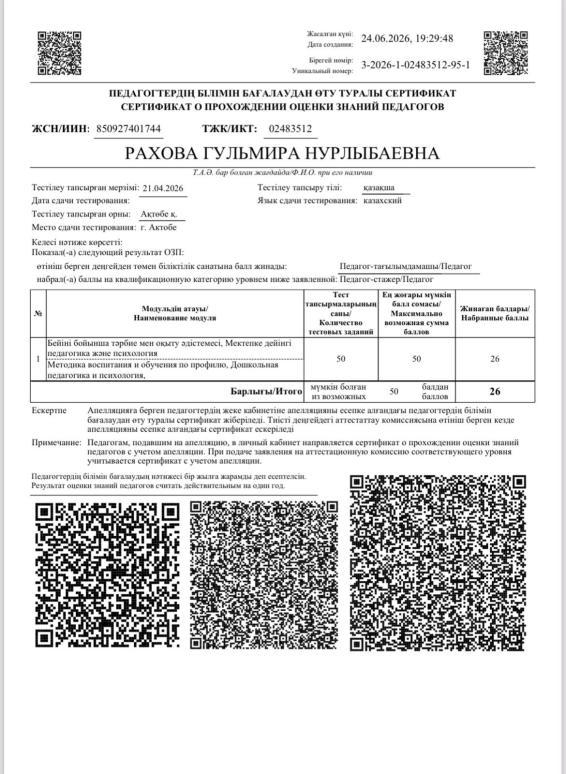 Жасалған күні:
Дата создания:
24.06.2026, 19:29:48
Бірегей нөмір:
Уникальный номер:
3-2026-1-02483512-95-1
ПЕДАГОГТЕРДІҢ БІЛІМІН БАҒАЛАУДАН ӨТУ ТУРАЛЫ СЕРТИФИКАТ
СЕРТИФИКАТ О ПРОХОЖДЕНИИ ОЦЕНКИ ЗНАНИЙ ПЕДАГОГОВ
ЖСН/ИИН: 850927401744 ТЖК/ИКТ: 02483512
РАХОВА ГУЛЬМИРА НУРЛЫБАЕВНА
Т.А.Ә. бар болған жағдайда/Ф.И.О. при его наличии
Тестілеу тапсырған мерзімі: 21.04.2026 Тестілеу тапсыру тілі: қазақша
Дата сдачи тестирования: Язык сдачи тестирования: казахский
Тестілеу тапсырған орны: Ақтөбе қ.
Место сдачи тестирования: г. Актобе
Келесі нәтиже көрсетті:
Показал(-а) следующий результат ОЗП:
өтініш берген деңгейден төмен біліктілік санатына балл жинады: Педагог-тағылымдамашы/Педагог
набрал(-а) баллы на квалификационную категорию уровнем ниже заявленной: Педагог-стажер/Педагог
№
Модульдің атауы/
Наименование модуля
Тест
тапсырмаларының
саны/
Количество
тестовых заданий
Ең жоғары мүмкін
балл сомасы/
Максимально
возможная сумма
баллов
Жинаған балдары/
Набранные баллы
1
Бейіні бойынша тәрбие мен оқыту әдістемесі, Мектепке дейінгі
педагогика және психология
Методика воспитания и обучения по профилю, Дошкольная
педагогика и психология,
50
50
26
Барлығы/Итого
мүмкін болған
из возможных
50
балдан
баллов
26
Ескертпе Апелляцияға берген педагогтердің жеке кабинетіне апелляцияны есепке алғандағы педагогтердің білімін
бағалаудан өту туралы сертификат жіберіледі. Тиісті деңгейдегі аттестаттау комиссиясына өтініш берген кезде
апелляцияны есепке алғандағы сертификат ескеріледі
Примечание: Педагогам, подавшим на апелляцию, в личный кабинет направляется сертификат о прохождении оценки знаний
педагогов с учетом апелляции. При подаче заявления на аттестационную комиссию соответствующего уровня
учитывается сертификат с учетом апелляции.
Педагогтердің білімін бағалаудың нәтижесі бір жылға жарамды деп есептелсін.
Результат оценки знаний педагогов считать действительным на один год.